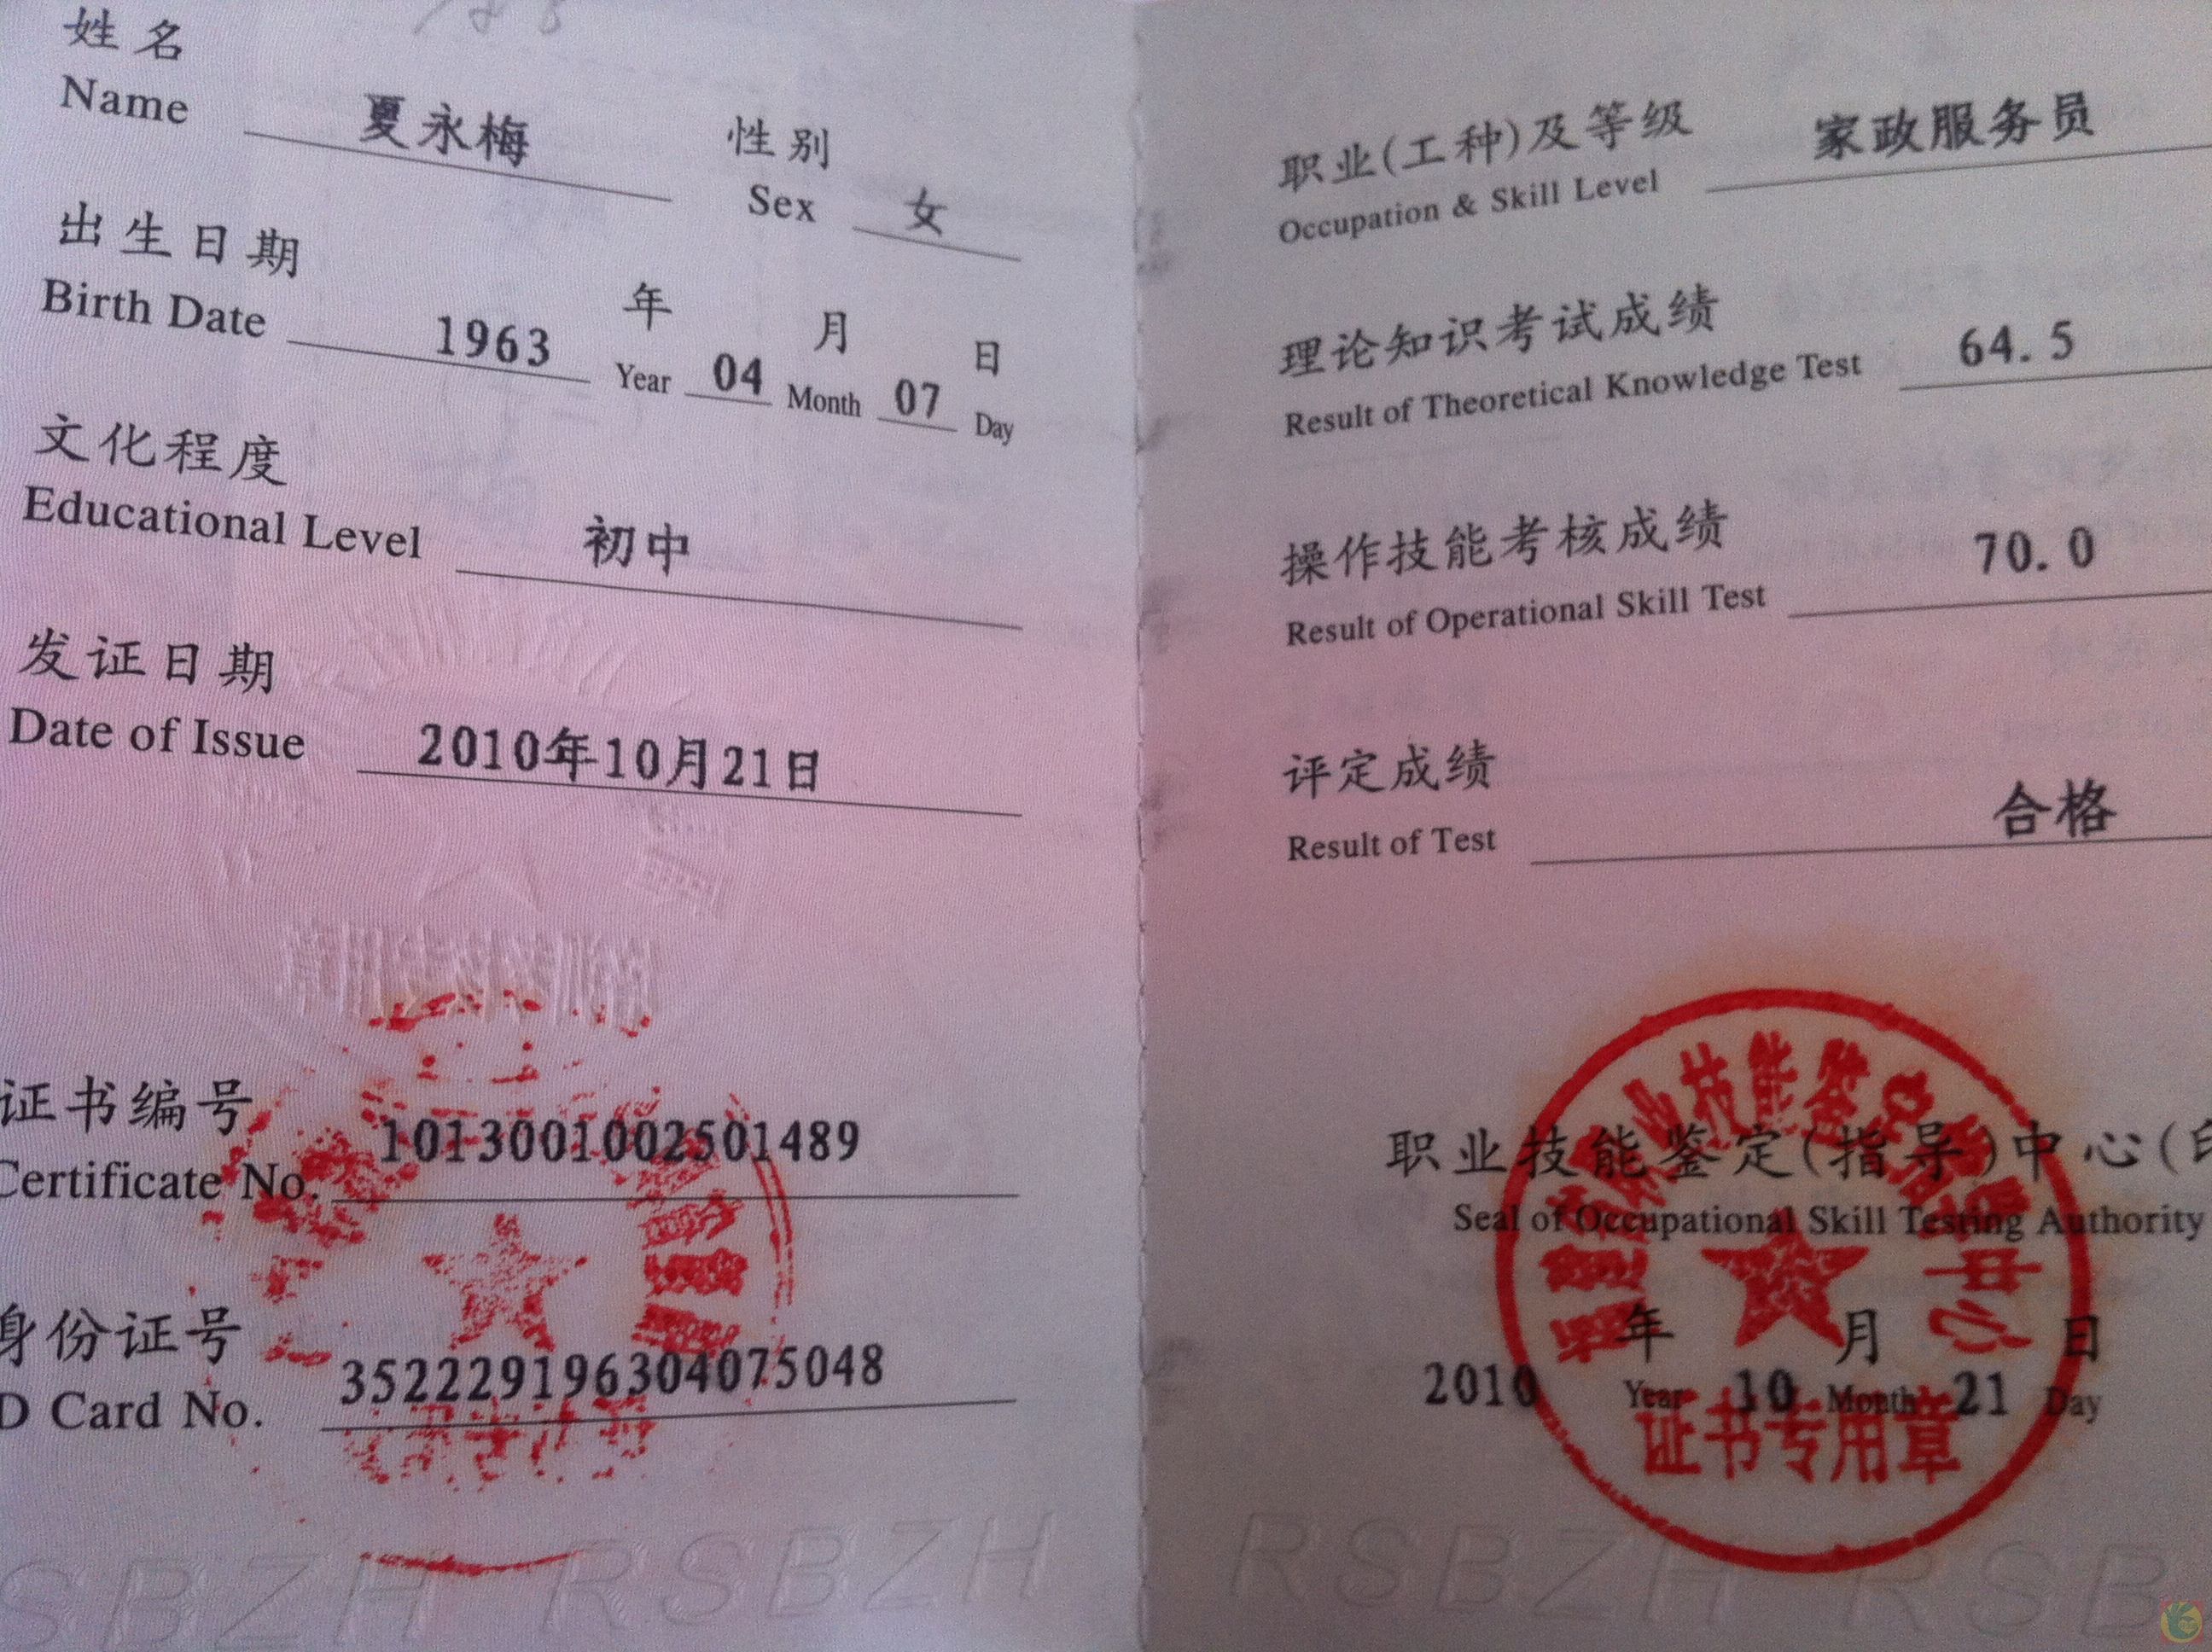 姓名
Name 夏永梅
性别
Sex 女
出生日期
Birth Date 1963 年 Year 04 月 Month 07 日 Day
文化程度
Educational Level 初中
发证日期
Date of Issue 2010年10月21日
证书编号
Certificate No. 1013001002501489
身份证号
D Card No. 352229196304075048
SBZH RSBZH
职业(工种)及等级 家政服务员
Occupation & Skill Level
理论知识考试成绩 64.5
Result of Theoretical Knowledge Test
操作技能考核成绩 70.0
Result of Operational Skill Test
评定成绩 合格
Result of Test
职业技能鉴定(指导)中心(印
Seal of Occupational Skill Testing Authority
2010 年 Year 10 月 Month 21 日 Day
证书专用章
RSBZH RSB